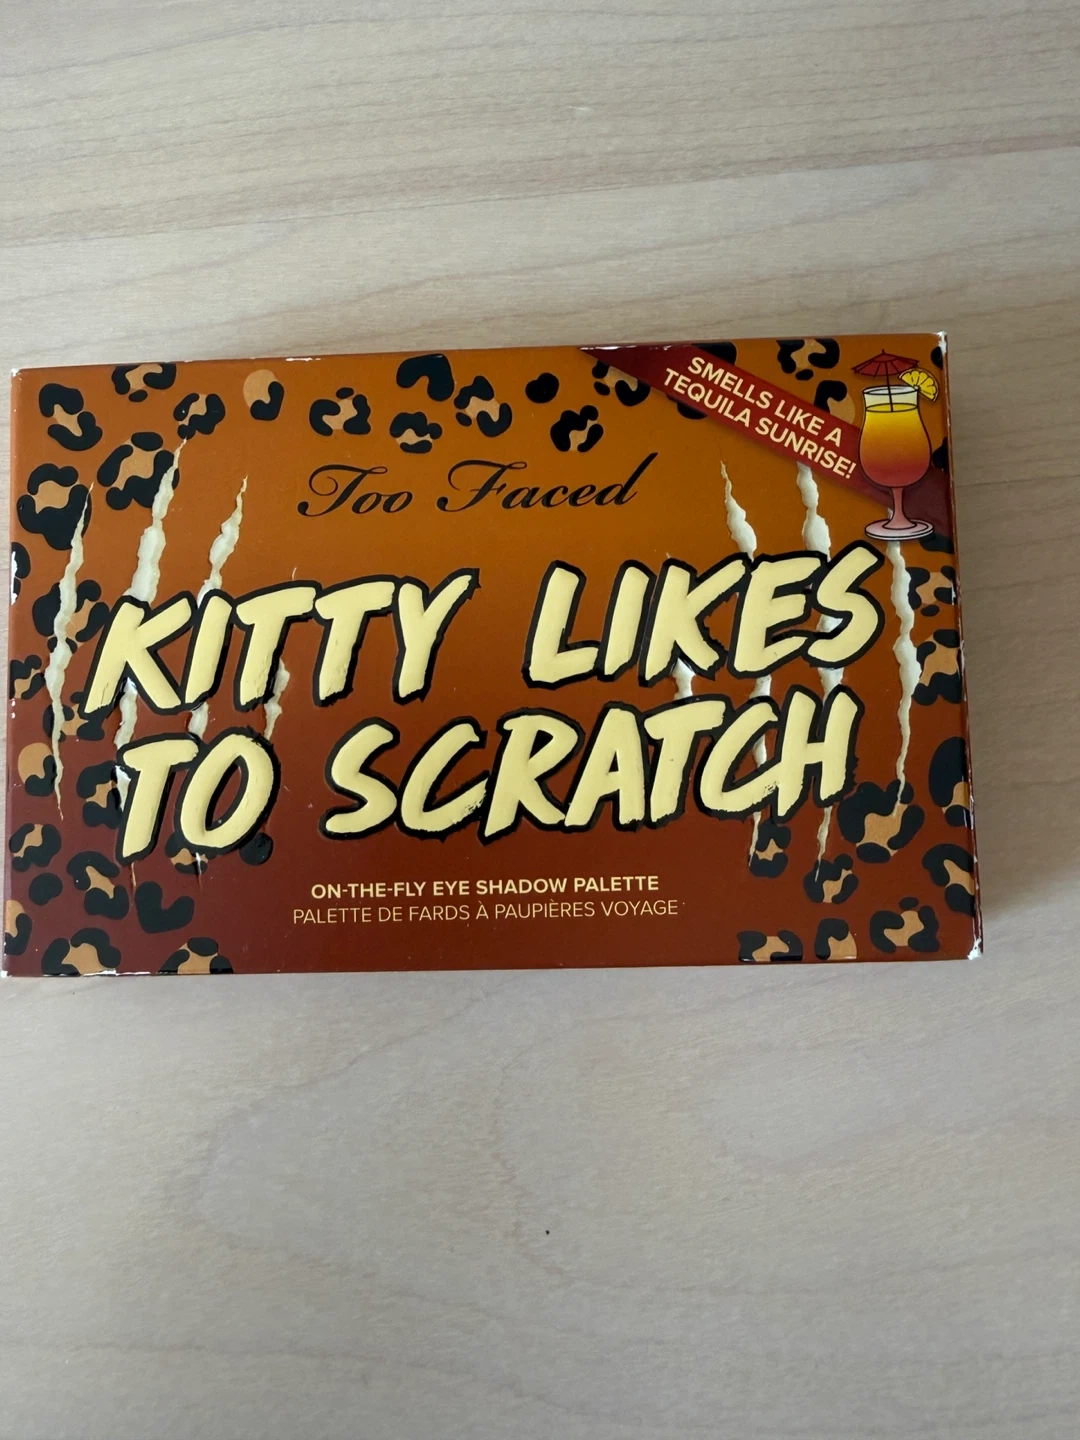 SMELLS LIKE A
TEQUILA SUNRISE!
Too Faced
KITTY LIKES
TO SCRATCH
ON-THE-FLY EYE SHADOW PALETTE
PALETTE DE FARDS À PAUPIÈRES VOYAGE